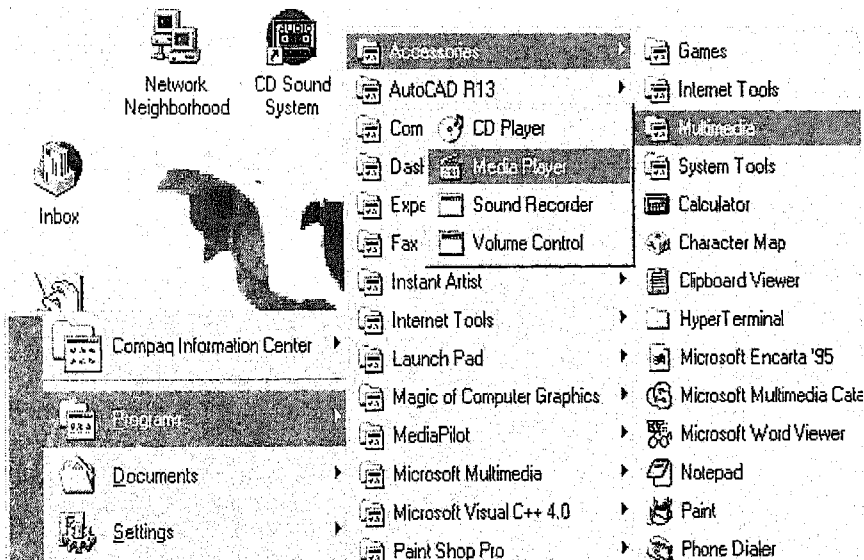 Network
Neighborhood
CD Sound
System
Inbox
Compaq Information Center
Programs
Documents
Settings
Accessories
AutoCAD R13
Com
Dash
Expe
Fax
Instant Artist
Internet Tools
Launch Pad
Magic of Computer Graphics
MediaPilot
Microsoft Multimedia
Microsoft Visual C++ 4.0
Paint Shop Pro
CD Player
Media Player
Sound Recorder
Volume Control
Games
Internet Tools
Multimedia
System Tools
Calculator
Character Map
Clipboard Viewer
HyperTerminal
Microsoft Encarta '95
Microsoft Multimedia Cata
Microsoft Word Viewer
Notepad
Paint
Phone Dialer